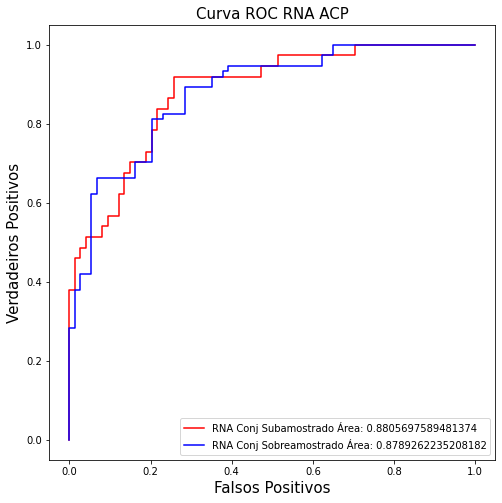 Curva ROC RNA ACP
Verdadeiros Positivos
1.0
0.8
0.6
0.4
0.2
0.0
RNA Conj Subamostrado Área: 0.8805697589481374
RNA Conj Sobreamostrado Área: 0.8789262235208182
0.0 0.2 0.4 0.6 0.8 1.0
Falsos Positivos